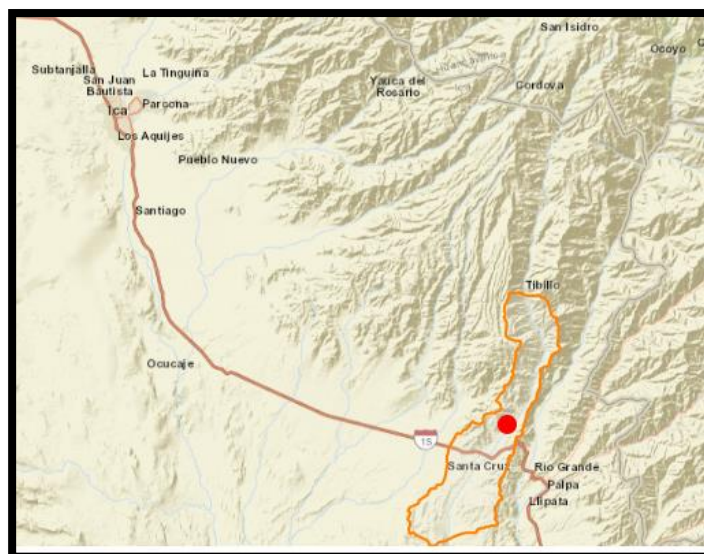 San Isidro
Ocoyo
Subtanjalla
La Tinguiña
San Juan
Bautista
Yauca del
Rosario
Cordova
Ica
Parcona
Ica
Los Aquijes
Pueblo Nuevo
Santiago
Tibillo
Ocucaje
1S
Santa Cruz
Rio Grande
Palpa
Llipata